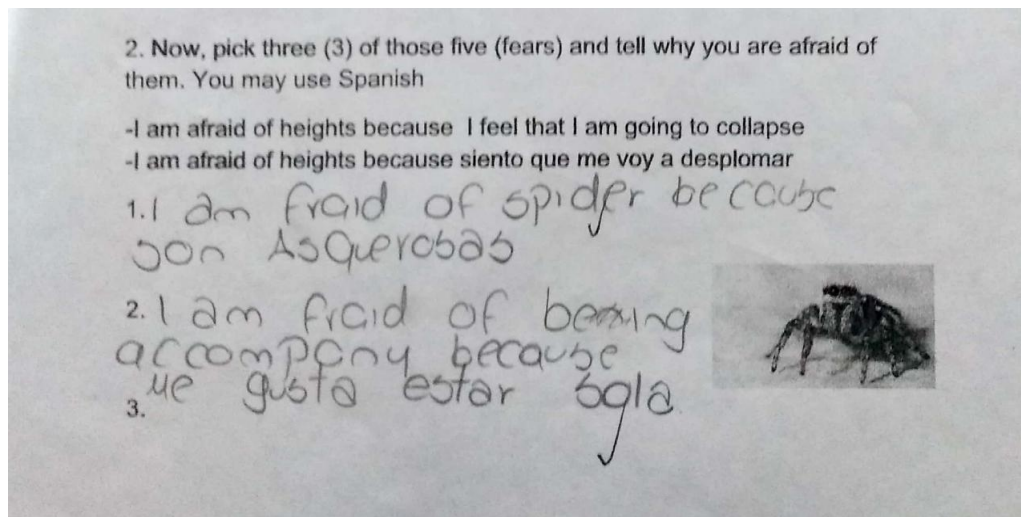 2. Now, pick three (3) of those five (fears) and tell why you are afraid of
them. You may use Spanish
-I am afraid of heights because I feel that I am going to collapse
-I am afraid of heights because siento que me voy a desplomar
1. I am fraid of spider because
son Asquerosas
2. I am fraid of being
accompany because
Me gusta estar sola
3.